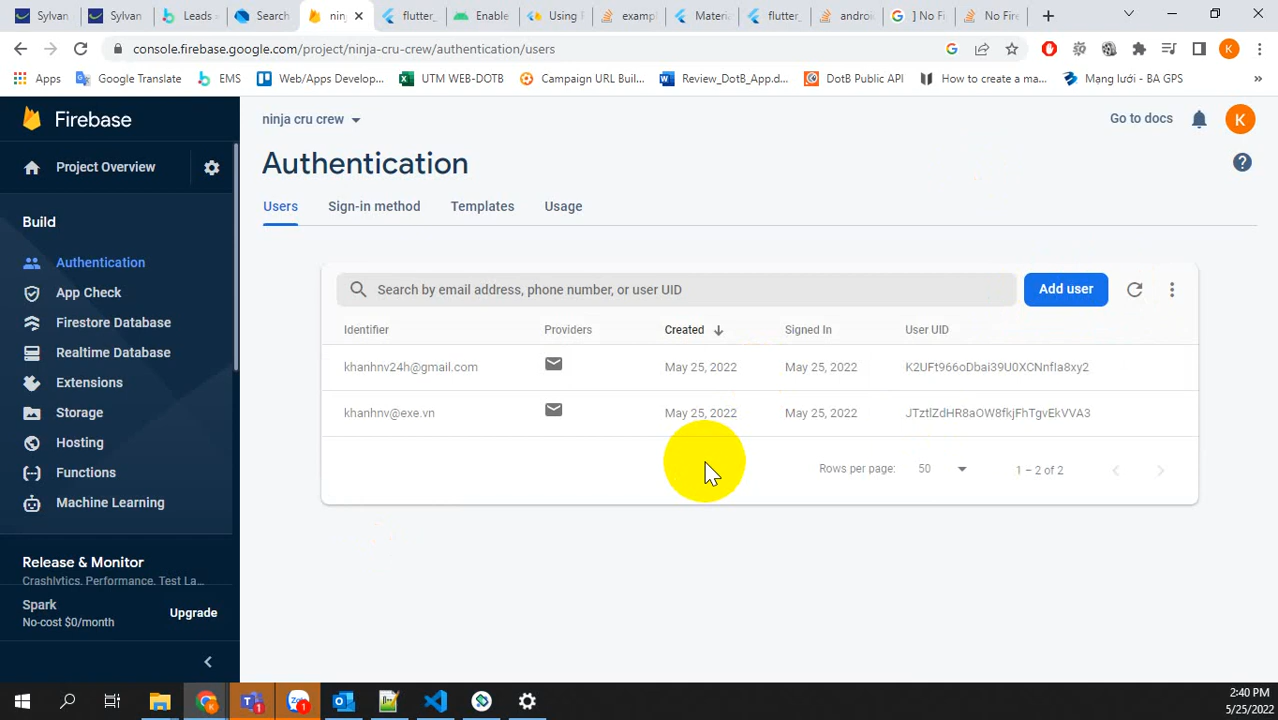 Sylvan
Sylvan
Leads
Search
ninj
flutter_
Enable
Using
examp
Materi
flutter_
andro
] No Fi
No Fire
console.firebase.google.com/project/ninja-cru-crew/authentication/users
K
Apps
Google Translate
EMS
Web/Apps Develop...
UTM WEB-DOTB
Campaign URL Buil...
Review_DotB_App.d...
DotB Public API
How to create a ma...
Mạng lưới - BA GPS
»
Firebase
ninja cru crew
Go to docs
K
Project Overview
Authentication
Users
Sign-in method
Templates
Usage
Build
Authentication
App Check
Firestore Database
Realtime Database
Extensions
Storage
Hosting
Functions
Machine Learning
Release & Monitor
Crashlytics, Performance, Test La...
Spark
No-cost $0/month
Upgrade
Search by email address, phone number, or user UID
Add user
Identifier
Providers
Created
Signed In
User UID
khanhnv24h@gmail.com
May 25, 2022
May 25, 2022
K2UFt966oDbai39U0XCNnfIa8xy2
khanhnv@exe.vn
May 25, 2022
May 25, 2022
JTztlZdHR8aOW8fkjFhTgvEkVVA3
Rows per page:
50
1 – 2 of 2
2:40 PM
5/25/2022